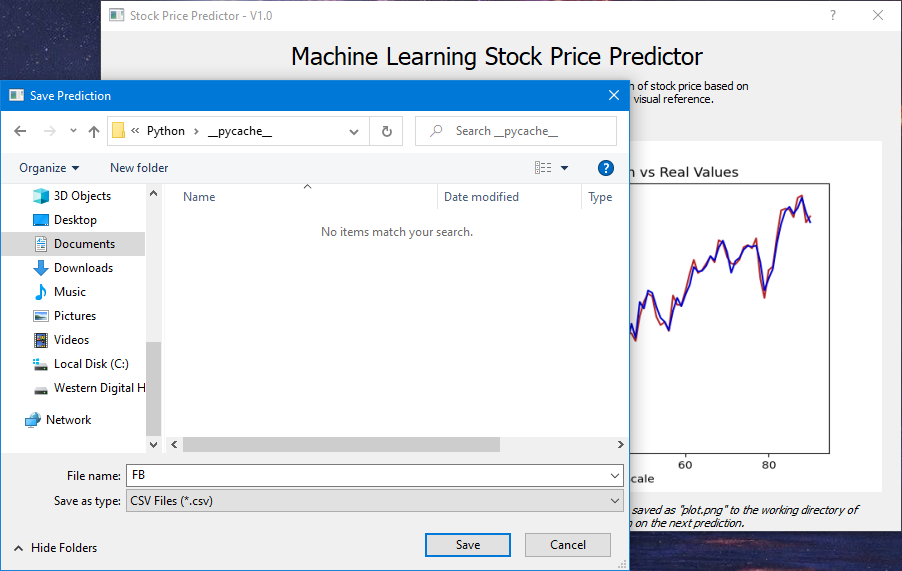 Stock Price Predictor - V1.0
Machine Learning Stock Price Predictor
of stock price based on
visual reference.
Save Prediction
Python
__pycache__
Search __pycache__
Organize
New folder
vs Real Values
3D Objects
Desktop
Documents
Downloads
Music
Pictures
Videos
Local Disk (C:)
Western Digital H
Network
Name
Date modified
Type
No items match your search.
60
80
cale
File name:
FB
Save as type:
CSV Files (*.csv)
saved as "plot.png" to the working directory of
on the next prediction.
Hide Folders
Save
Cancel